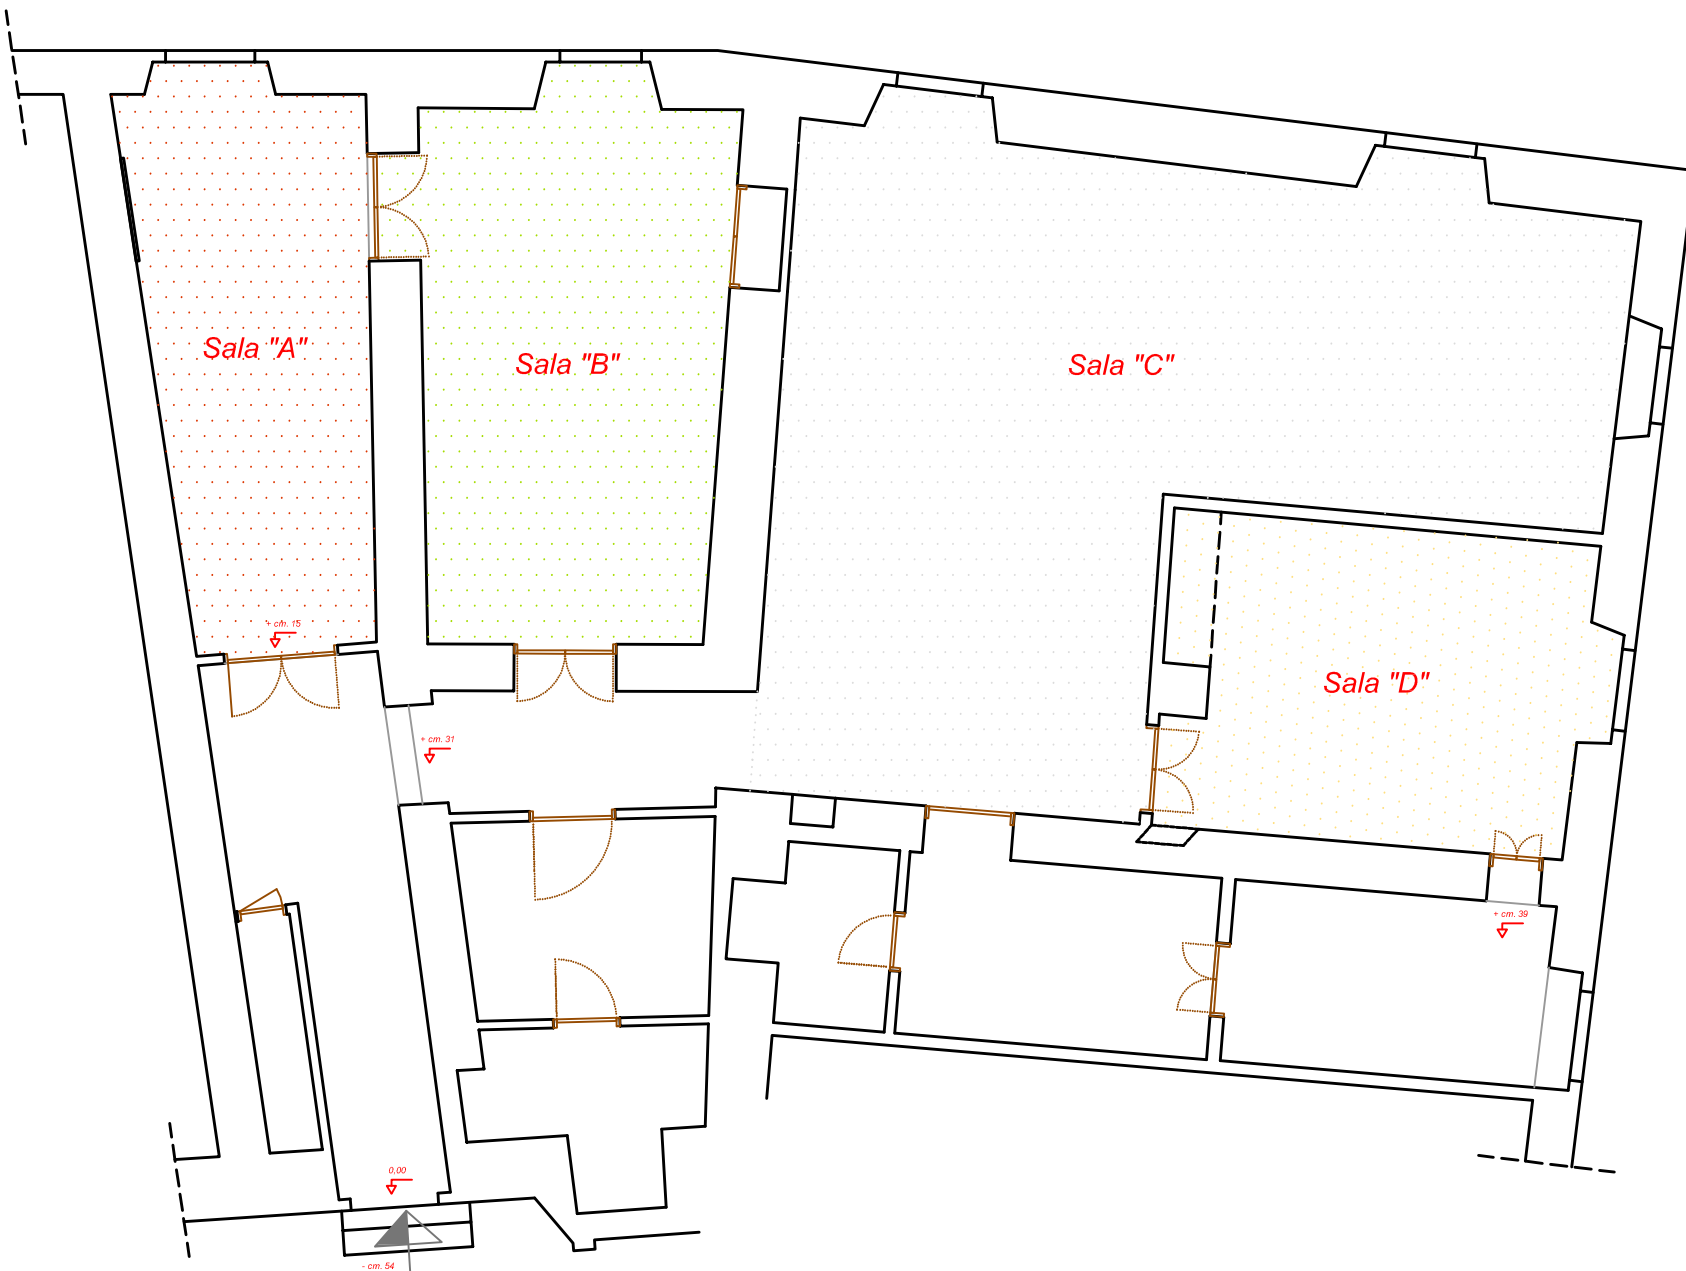 Sala "A"
Sala "B"
Sala "C"
+ cm. 15
Sala "D"
+ cm. 31
+ cm. 39
0,00
- cm. 54